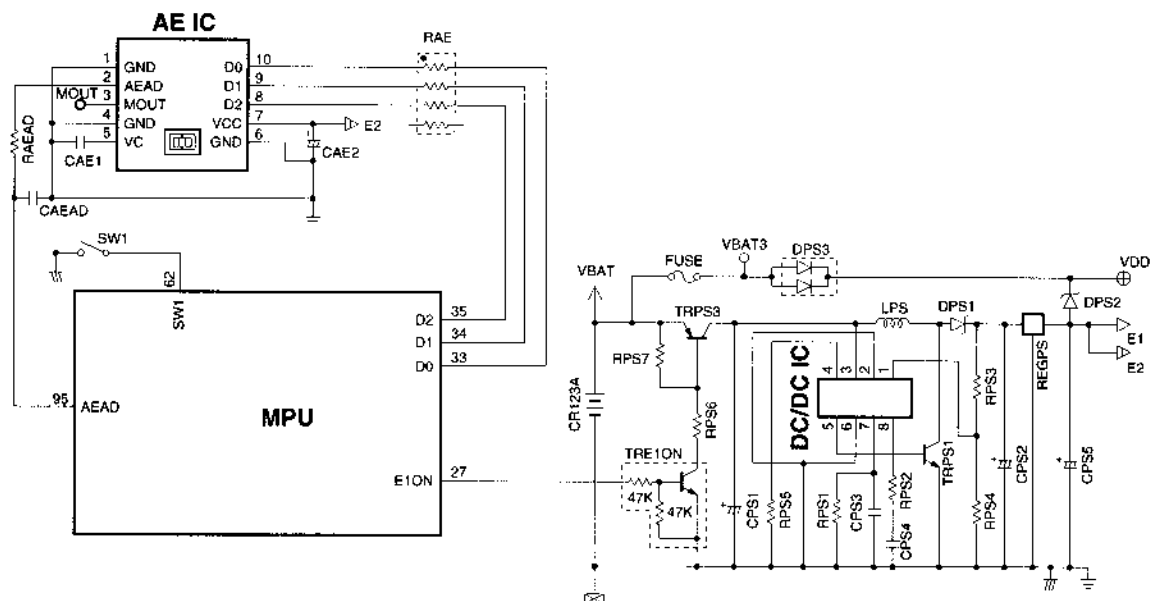 AE IC
RAE
1 GND D0 10
2 AEAD D1 9
3 MOUT D2 8
4 GND VCC 7
5 VC GND 6
MOUT
RAEAD
CAE1
CAE2
E2
CAEAD
SW1
62
SW1
D2 35
D1 34
D0 33
95 AEAD
MPU
E1ON 27
VBAT
FUSE
VBAT3
DPS3
VDD
TRPS3
LPS
DPS1
DPS2
E1
E2
REGPS
RPS7
4 3 2 1
DC/DC IC
5 6 7 8
RPS3
CR123A
RPS6
TRE1ON
47K
47K
TRPS1
CPS1
RPS5
RPS1
CPS3
RPS2
CPS4
RPS4
CPS2
CPS5